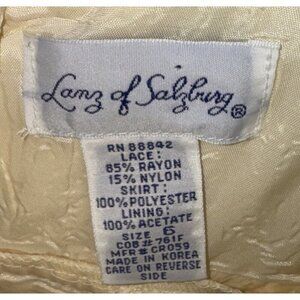 Lanz of Salzburg®
RN 88842
LACE:
85% RAYON
15% NYLON
SKIRT:
100% POLYESTER
LINING:
100% ACETATE
SIZE 6
COB# 761F
MFR# CR059
MADE IN KOREA
CARE ON REVERSE
SIDE